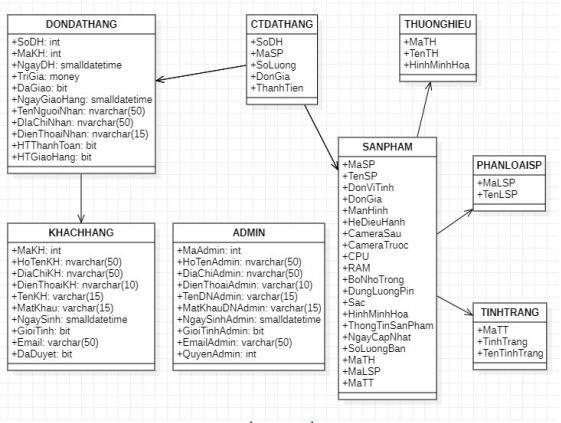 DONDATHANG
+SoDH: int
+MaKH: int
+NgayDH: smalldatetime
+TriGia: money
+DaGiao: bit
+NgayGiaoHang: smalldatetime
+TenNguoiNhan: nvarchar(50)
+DIaChiNhan: nvarchar(50)
+DienThoaiNhan: nvarchar(15)
+HTThanhToan: bit
+HTGiaoHang: bit
CTDATHANG
+SoDH
+MaSP
+SoLuong
+DonGia
+ThanhTien
THUONGHIEU
+MaTH
+TenTH
+HinhMinhHoa
SANPHAM
+MaSP
+TenSP
+DonViTinh
+DonGia
+ManHinh
+HeDieuHanh
+CameraSau
+CameraTruoc
+CPU
+RAM
+BoNhoTrong
+DungLuongPin
+Sac
+HinhMinhHoa
+ThongTinSanPham
+NgayCapNhat
+SoLuongBan
+MaTH
+MaLSP
+MaTT
PHANLOAISP
+MaLSP
+TenLSP
KHACHHANG
+MaKH: int
+HoTenKH: nvarchar(50)
+DiaChiKH: nvarchar(50)
+DienThoaiKH: nvarchar(10)
+TenKH: varchar(15)
+MatKhau: varchar(15)
+NgaySinh: smalldatetime
+GioiTinh: bit
+Email: varchar(50)
+DaDuyet: bit
ADMIN
+MaAdmin: int
+HoTenAdmin: nvarchar(50)
+DiaChiAdmin: nvarchar(50)
+DienThoaiAdmin: varchar(10)
+TenDNAdmin: varchar(15)
+MatKhauDNAdmin: varchar(15)
+NgaySinhAdmin: smalldatetime
+GioiTinhAdmin: bit
+EmailAdmin: varchar(50)
+QuyenAdmin: int
TINHTRANG
+MaTT
+TinhTrang
+TenTinhTrang